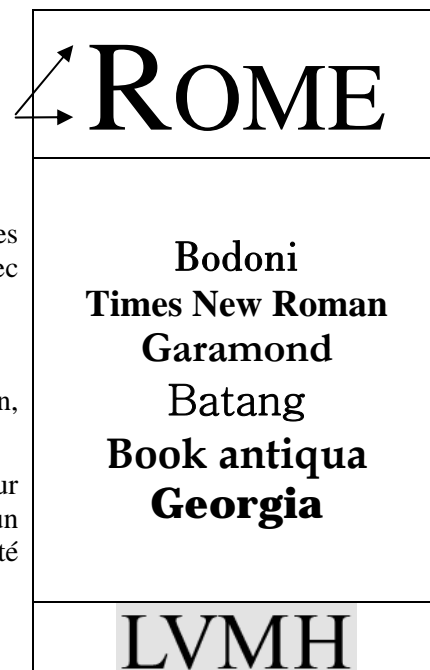 ROME
es
ec
Bodoni
Times New Roman
Garamond
Batang
n,
Book antiqua
ur
Georgia
un
té
LVMH